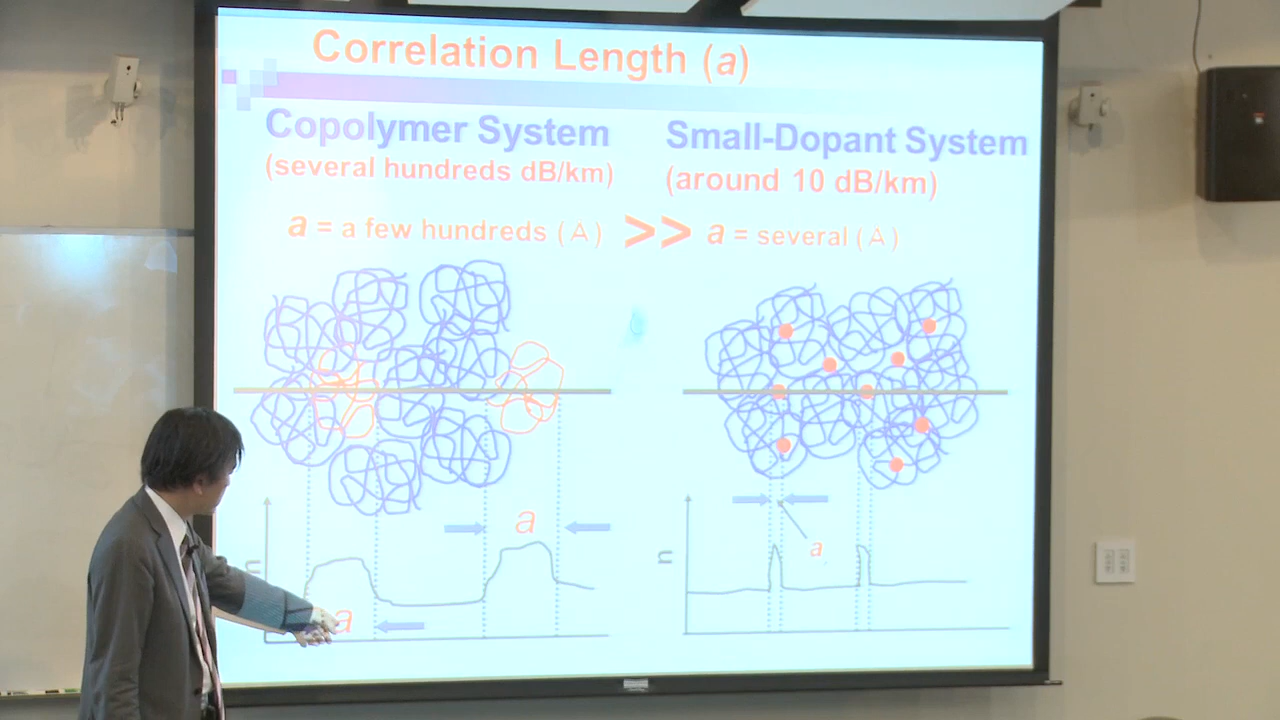 Correlation Length (a)
Copolymer System
(several hundreds dB/km)
a = a few hundreds (A)
>>
Small-Dopant System
(around 10 dB/km)
a = several (A)
n
a
a
n
a